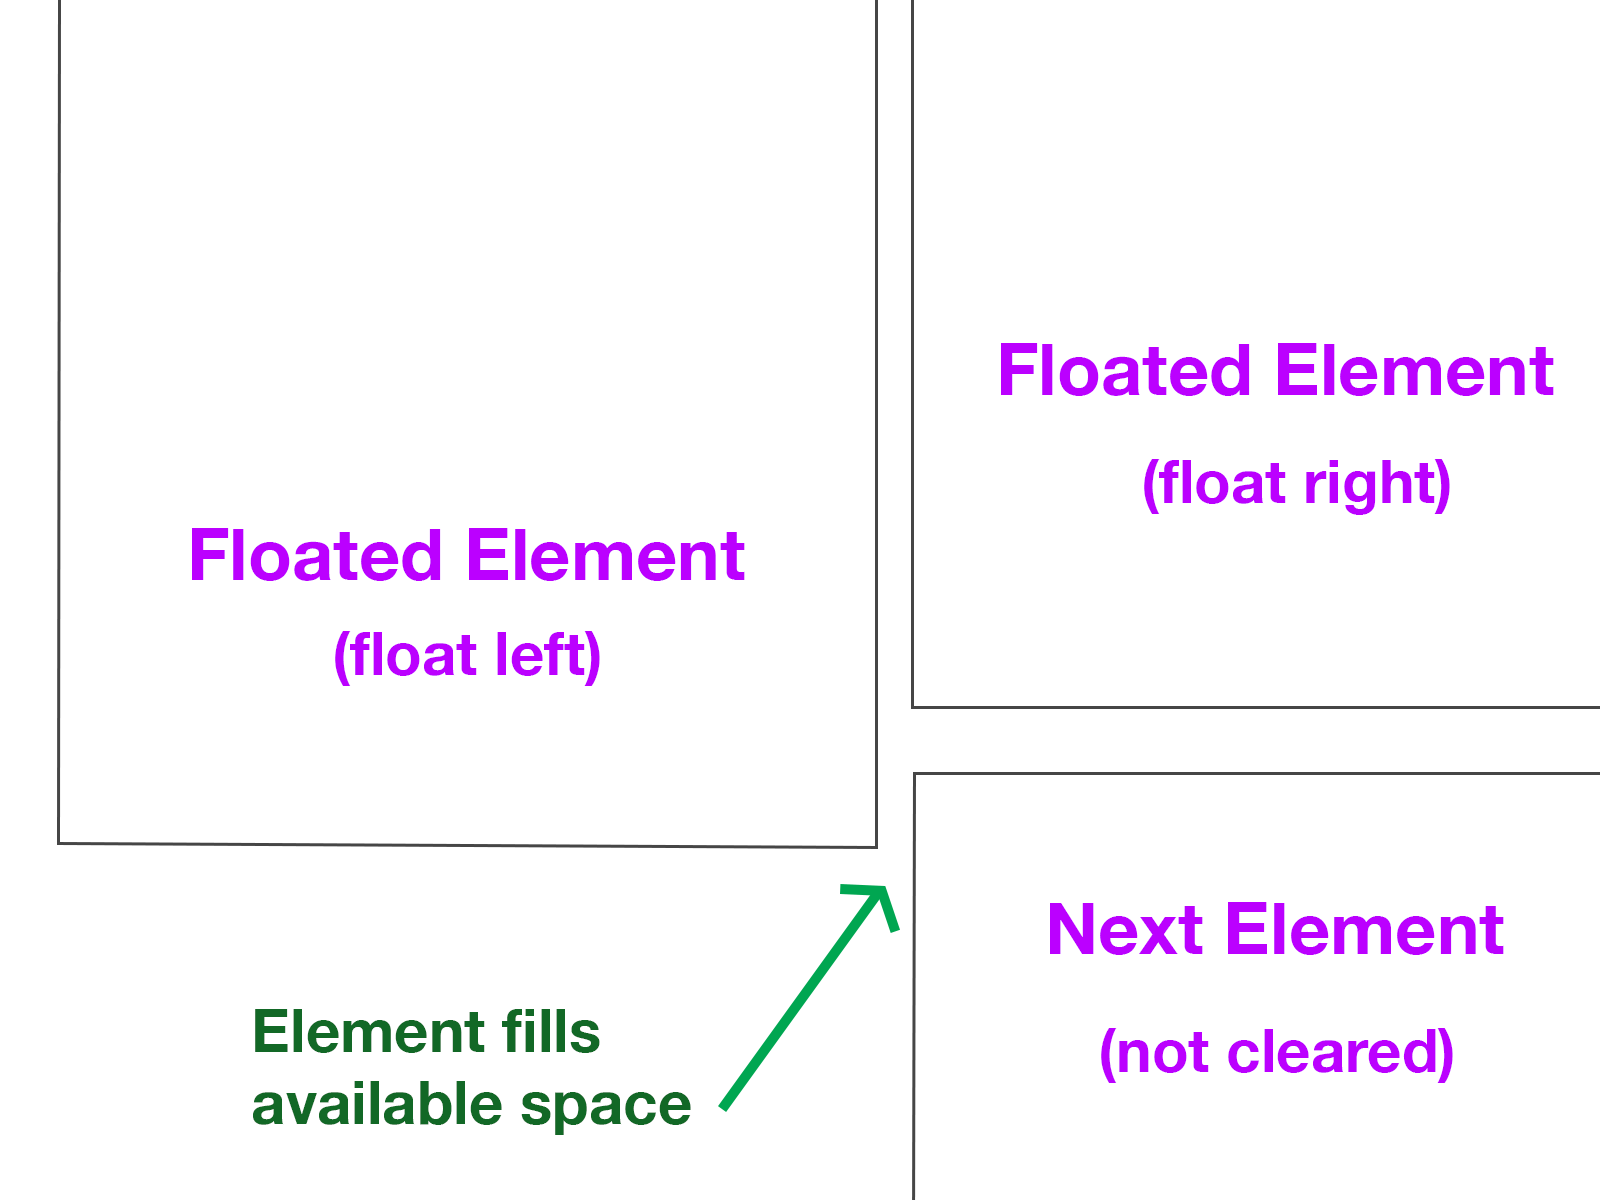 Floated Element
(float left)
Floated Element
(float right)
Next Element
(not cleared)
Element fills
available space